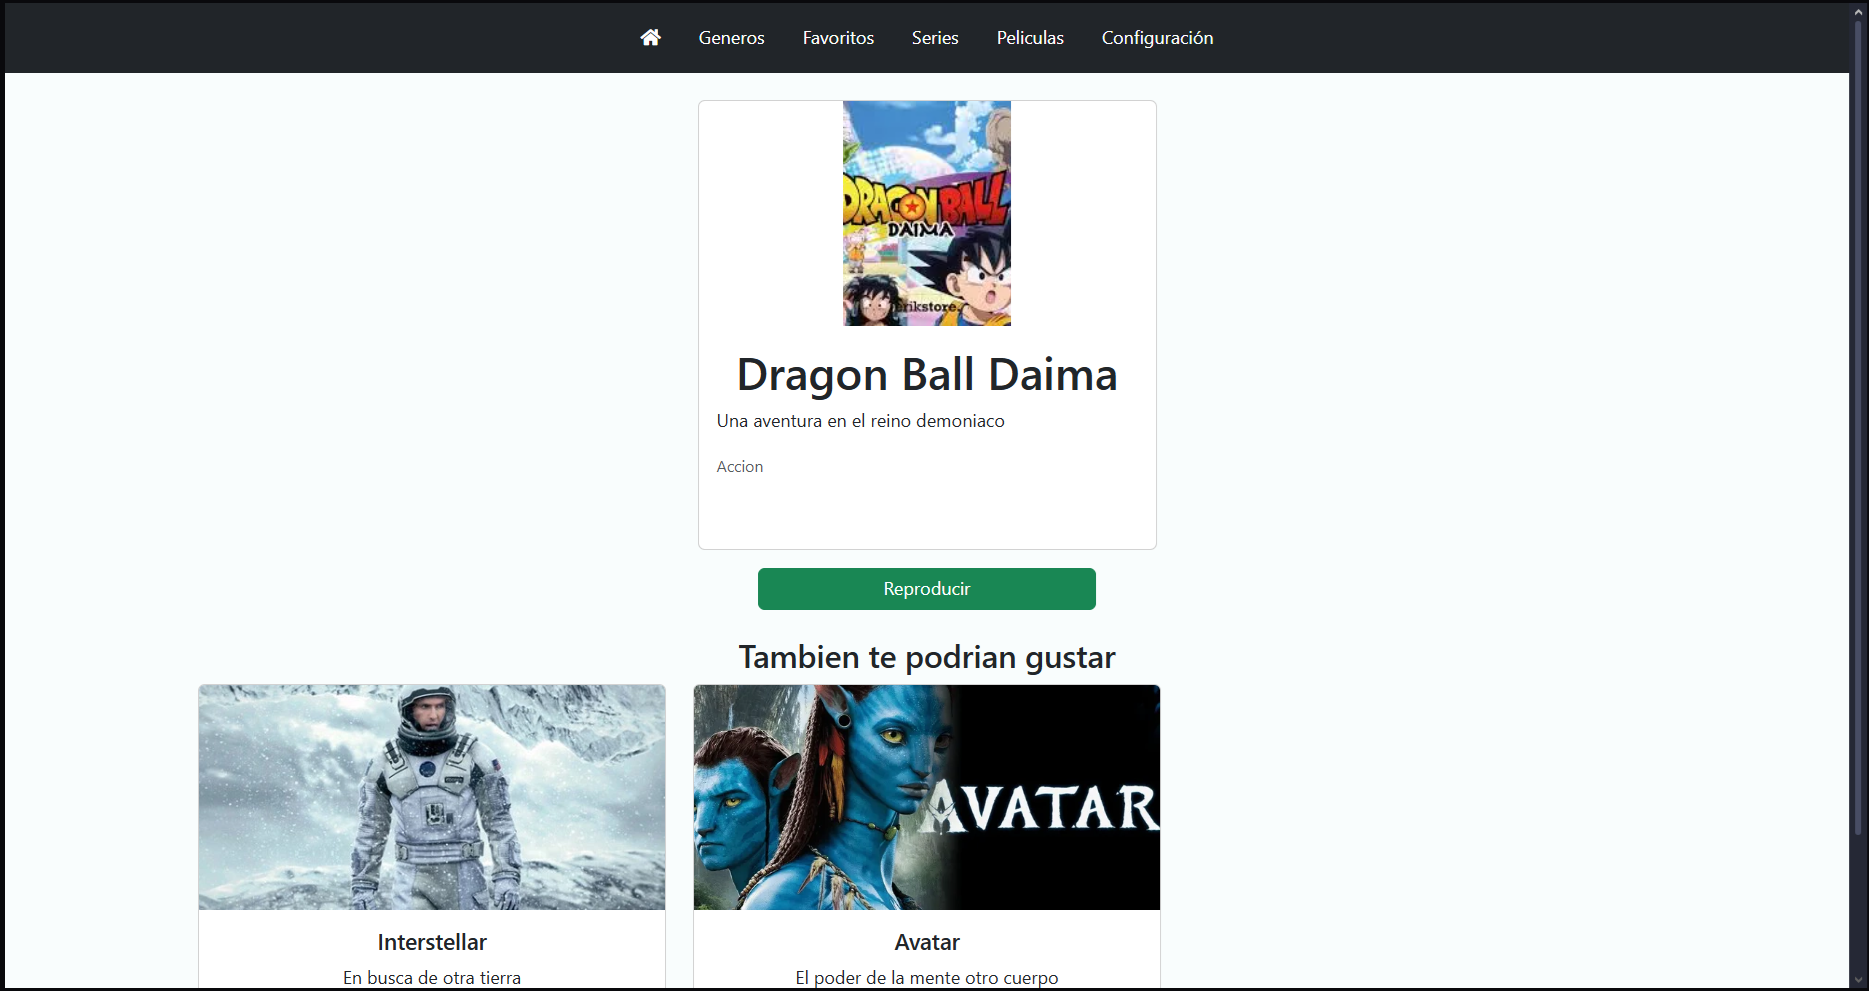 Generos Favoritos Series Peliculas Configuración
DRAGON BALL
DAIMA
Dragon Ball Daima
Una aventura en el reino demoniaco
Accion
Reproducir
Tambien te podrian gustar
AVATAR
Interstellar
Avatar
En busca de otra tierra
El poder de la mente otro cuerpo